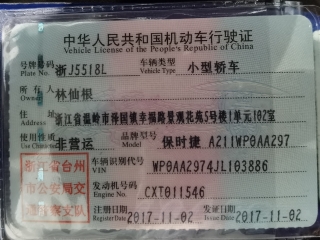 中华人民共和国机动车行驶证
Vehicle License of the People's Republic of China
号牌号码 浙J5518L 车辆类型 小型轿车
Plate No. Vehicle Type
所有人 林仙根
Owner
住址 浙江省温岭市泽国镇幸福路景湖花苑5号楼1单元102室
Address
使用性质 非营运 品牌型号 保时捷 A211WP0AA297
Use Character Model
浙江省台州市公安局交通警察支队
车辆识别代号 WP0AA2974JL103886
VIN
发动机号码 CXT011546
Engine No.
注册日期 2017-11-02 发证日期 2017-11-02
Register Date Issue Date